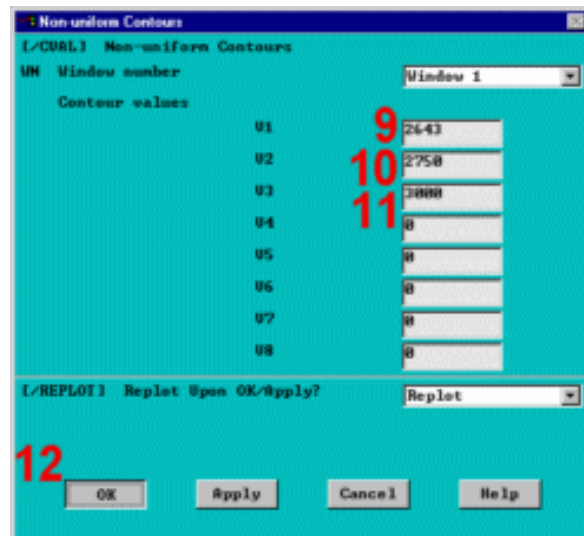 Non-uniform Contours
[/CVAL] Non-uniform Contours
WN Window number Window 1
Contour values
V1 9 2643
V2 10 2750
V3 11 3000
V4 0
V5 0
V6 0
V7 0
V8 0
[/REPLOT] Replot Upon OK/Apply? Replot
12
OK Apply Cancel Help